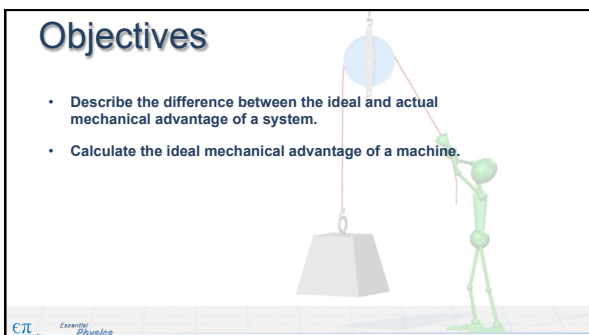 Objectives
• Describe the difference between the ideal and actual
mechanical advantage of a system.
• Calculate the ideal mechanical advantage of a machine.
επ
Essential
Physics